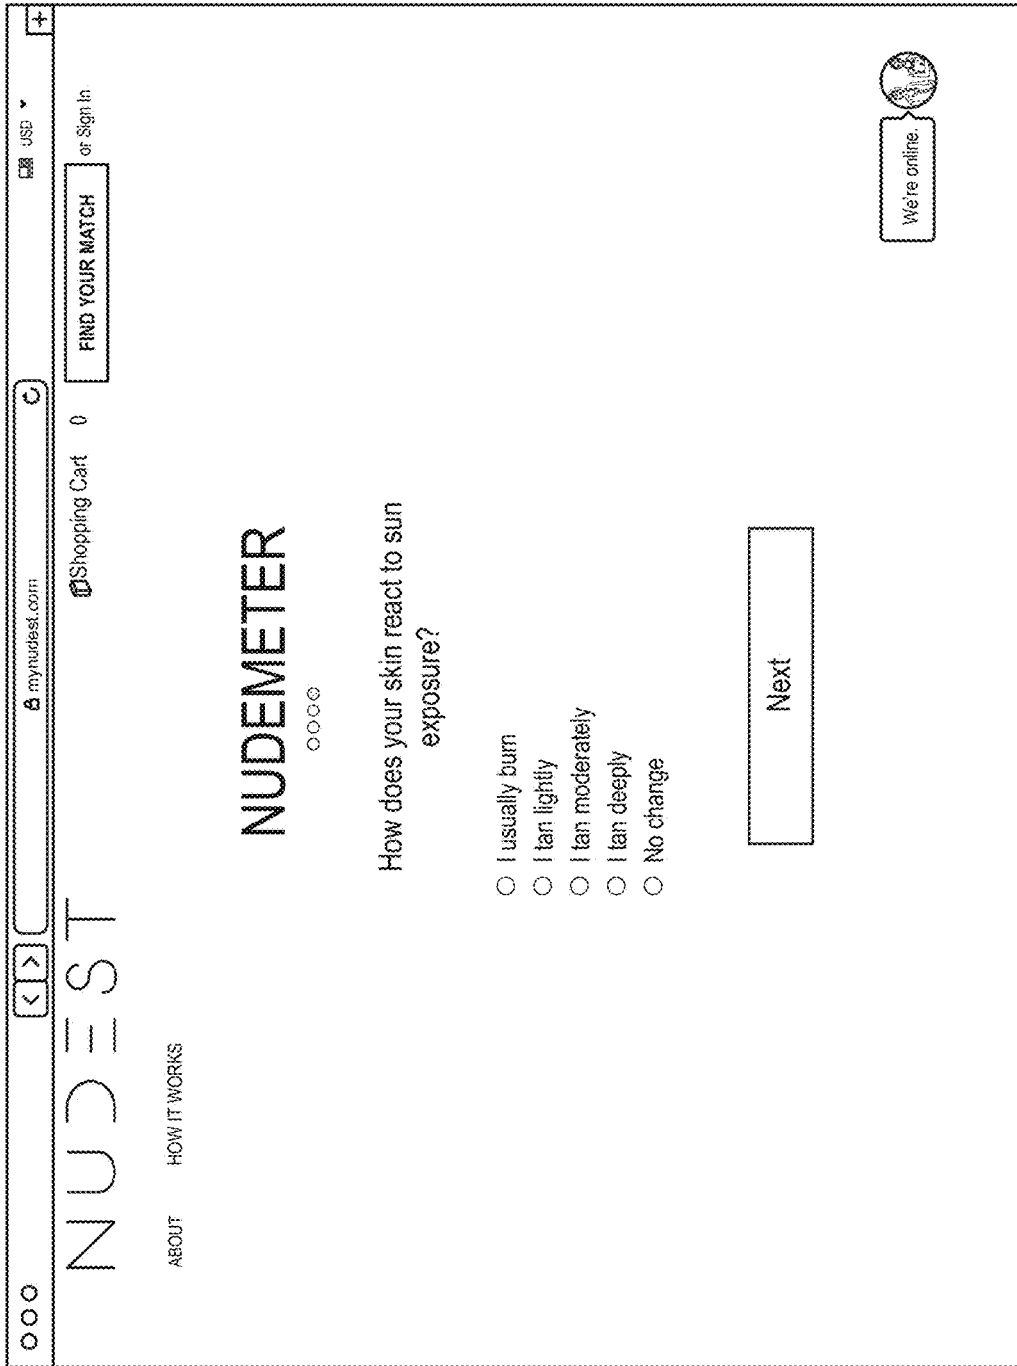 mynudest.com
USD
NUDEST
Shopping Cart 0 FIND YOUR MATCH or Sign In
ABOUT HOW IT WORKS
NUDEMETER
How does your skin react to sun
exposure?
I usually burn
I tan lightly
I tan moderately
I tan deeply
No change
Next
We're online.